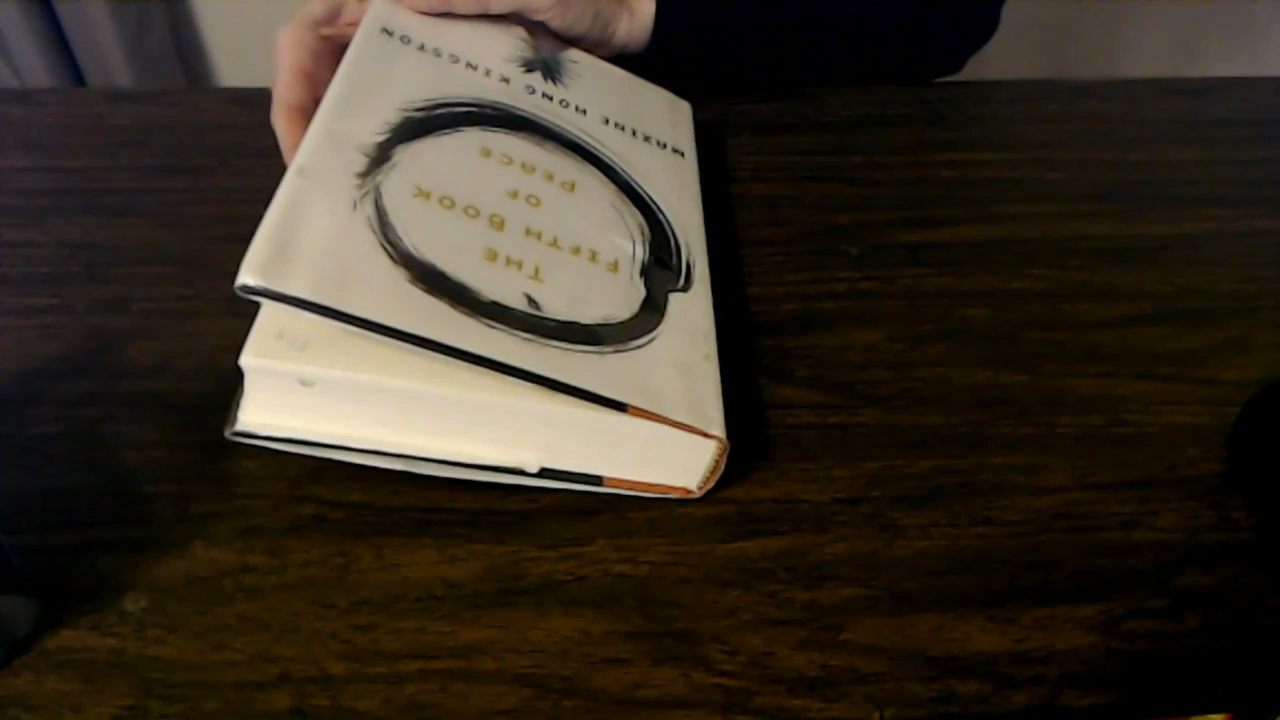 THE
FIFTH BOOK
OF
PEACE
MAXINE HONG KINGSTON